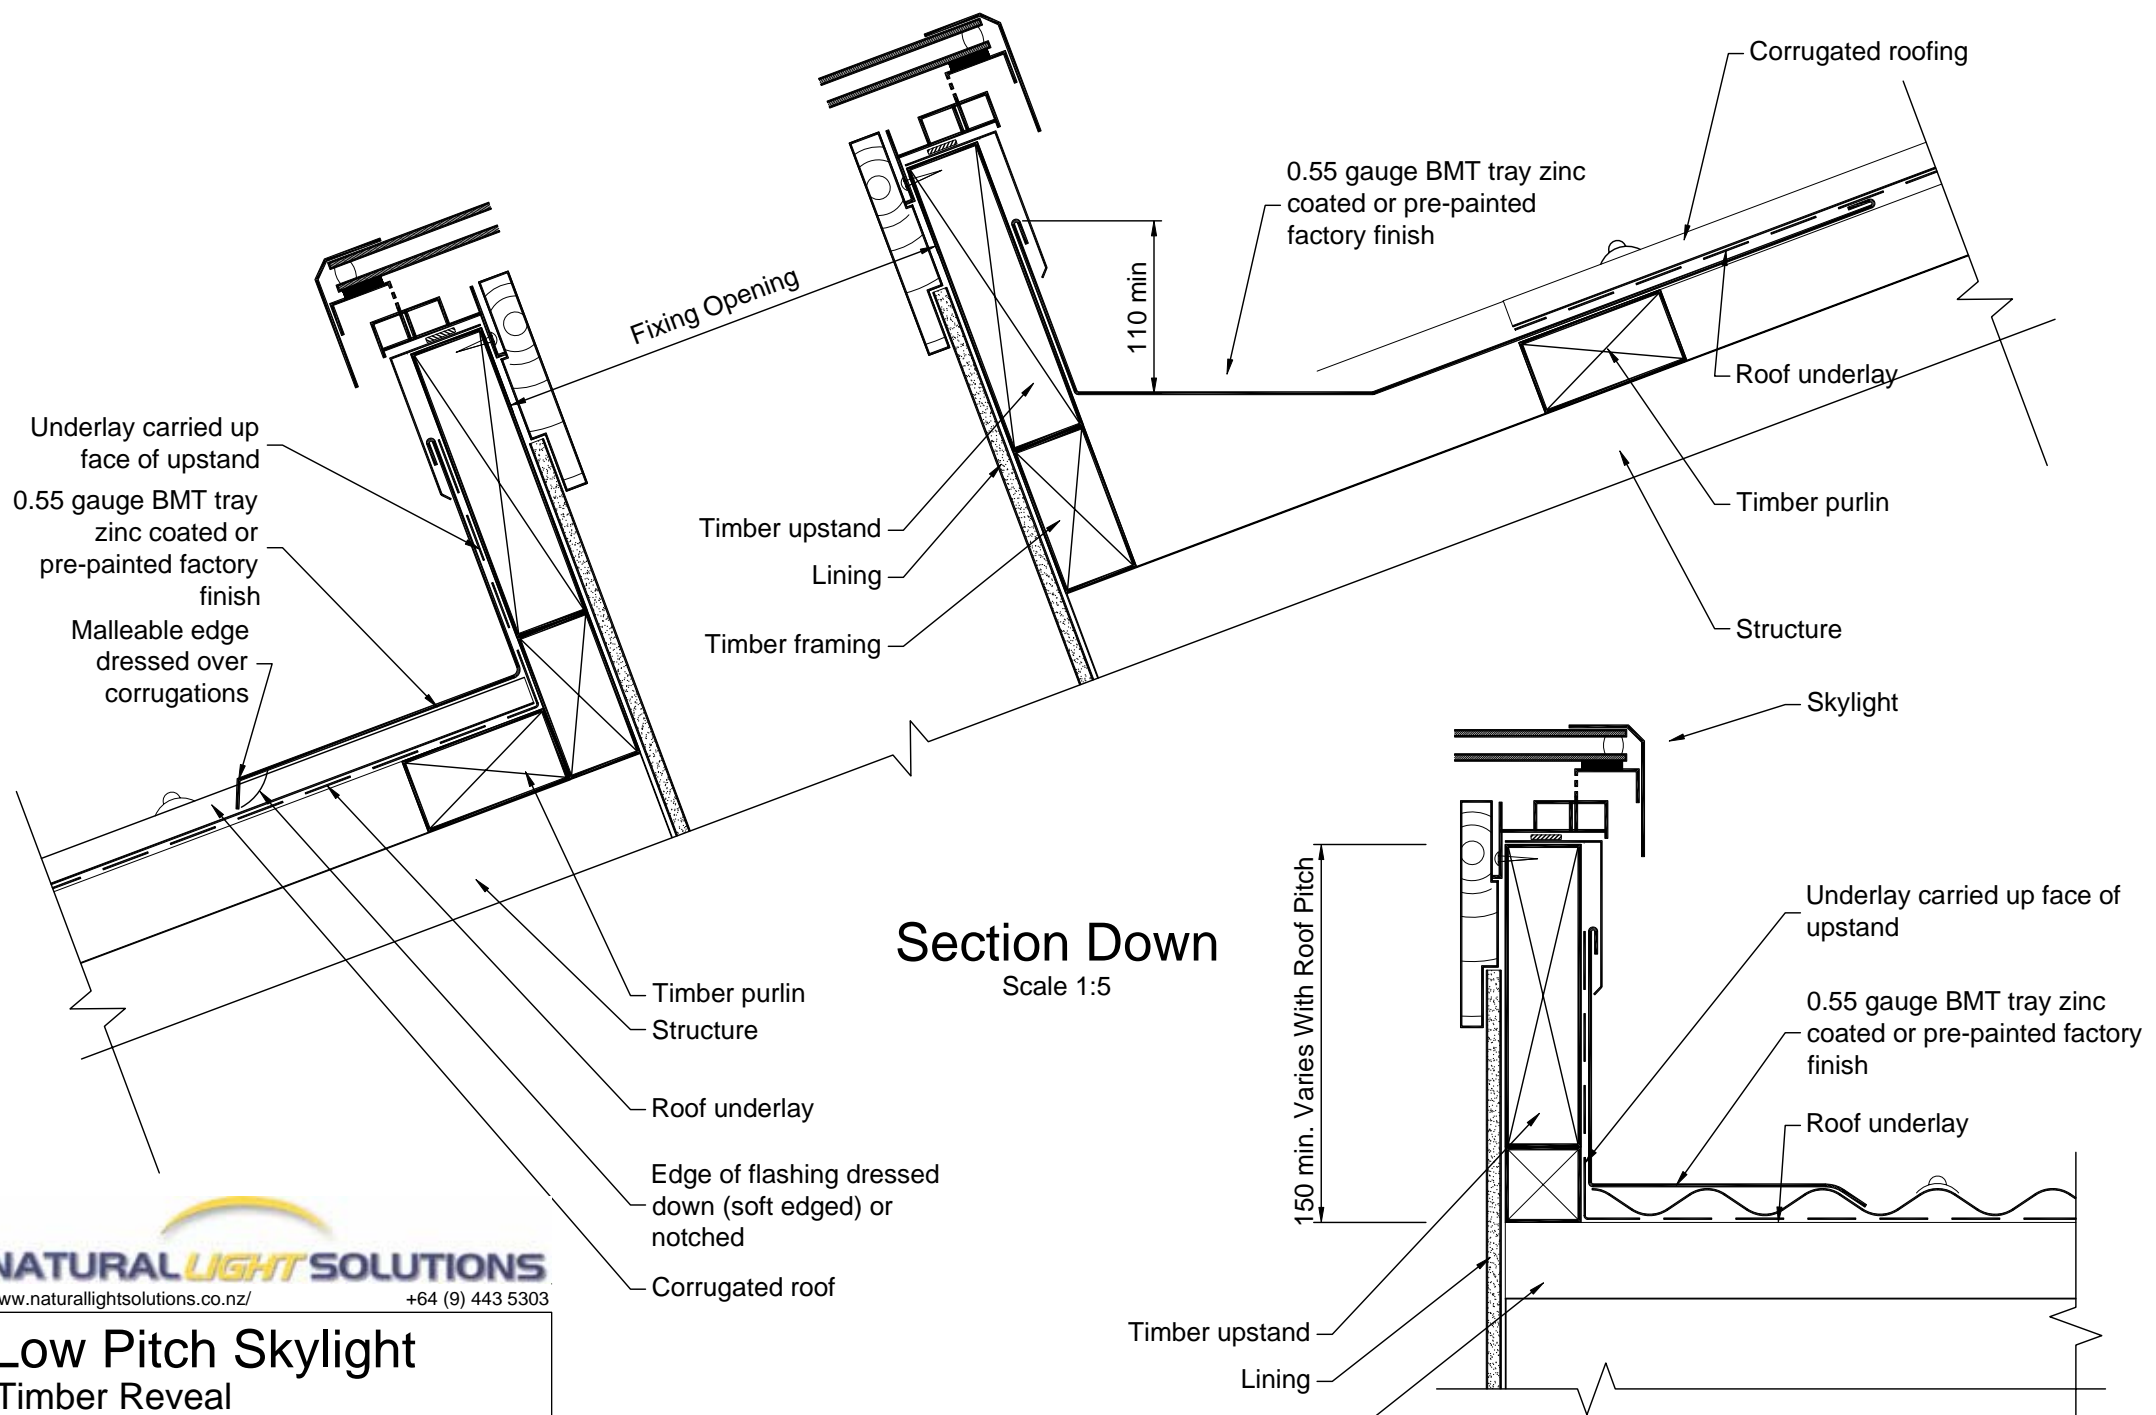 Corrugated roofing
0.55 gauge BMT tray zinc
coated or pre-painted
factory finish
110 min
Fixing Opening
Roof underlay
Timber purlin
Structure
Underlay carried up
face of upstand
0.55 gauge BMT tray
zinc coated or
pre-painted factory
finish
Malleable edge
dressed over
corrugations
Timber upstand
Lining
Timber framing
Section Down
Scale 1:5
Timber purlin
Structure
Roof underlay
Edge of flashing dressed
down (soft edged) or
notched
Corrugated roof
Skylight
150 min. Varies With Roof Pitch
Underlay carried up face of
upstand
0.55 gauge BMT tray zinc
coated or pre-painted factory
finish
Roof underlay
Timber upstand
Lining
NATURAL LIGHT SOLUTIONS
ww.naturallightsolutions.co.nz/ +64 (9) 443 5303
Low Pitch Skylight
Timber Reveal